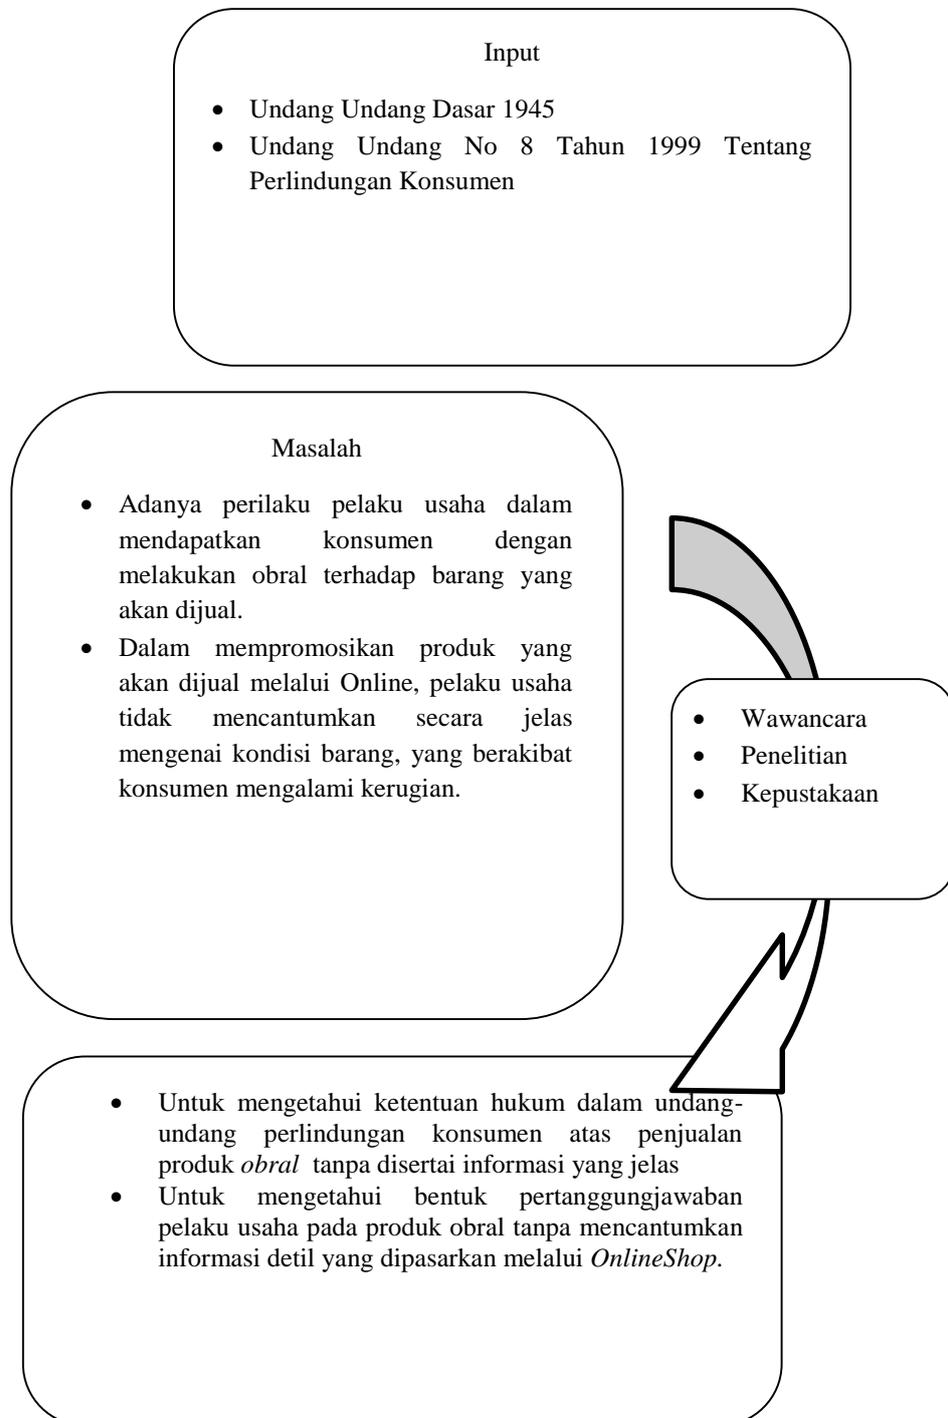 Input
• Undang Undang Dasar 1945
• Undang Undang No 8 Tahun 1999 Tentang
Perlindungan Konsumen
Masalah
• Adanya perilaku pelaku usaha dalam
mendapatkan konsumen dengan
melakukan obral terhadap barang yang
akan dijual.
• Dalam mempromosikan produk yang
akan dijual melalui Online, pelaku usaha
tidak mencantumkan secara jelas
mengenai kondisi barang, yang berakibat
konsumen mengalami kerugian.
• Wawancara
• Penelitian
• Kepustakaan
• Untuk mengetahui ketentuan hukum dalam undang-
undang perlindungan konsumen atas penjualan
produk obral tanpa disertai informasi yang jelas
• Untuk mengetahui bentuk pertanggungjawaban
pelaku usaha pada produk obral tanpa mencantumkan
informasi detil yang dipasarkan melalui OnlineShop.